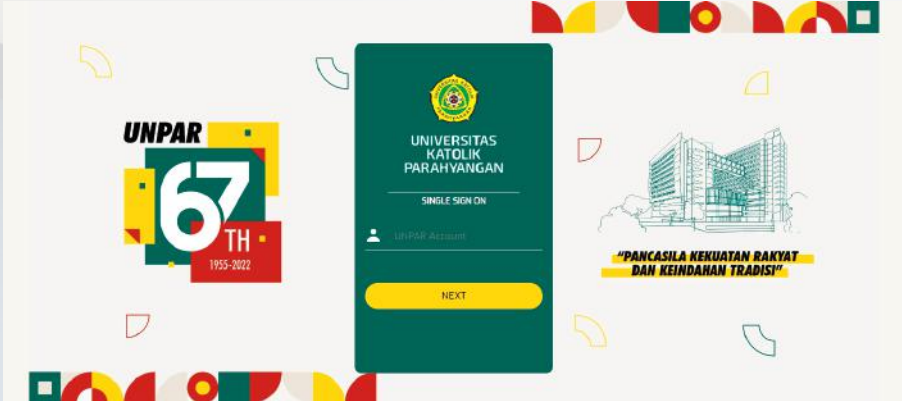 UNPAR
67
TH
1955-2022
UNIVERSITAS
KATOLIK
PARAHYANGAN
SINGLE SIGN ON
UNPAR Account
NEXT
"PANCASILA KEKUATAN RAKYAT
DAN KEINDAHAN TRADISI"